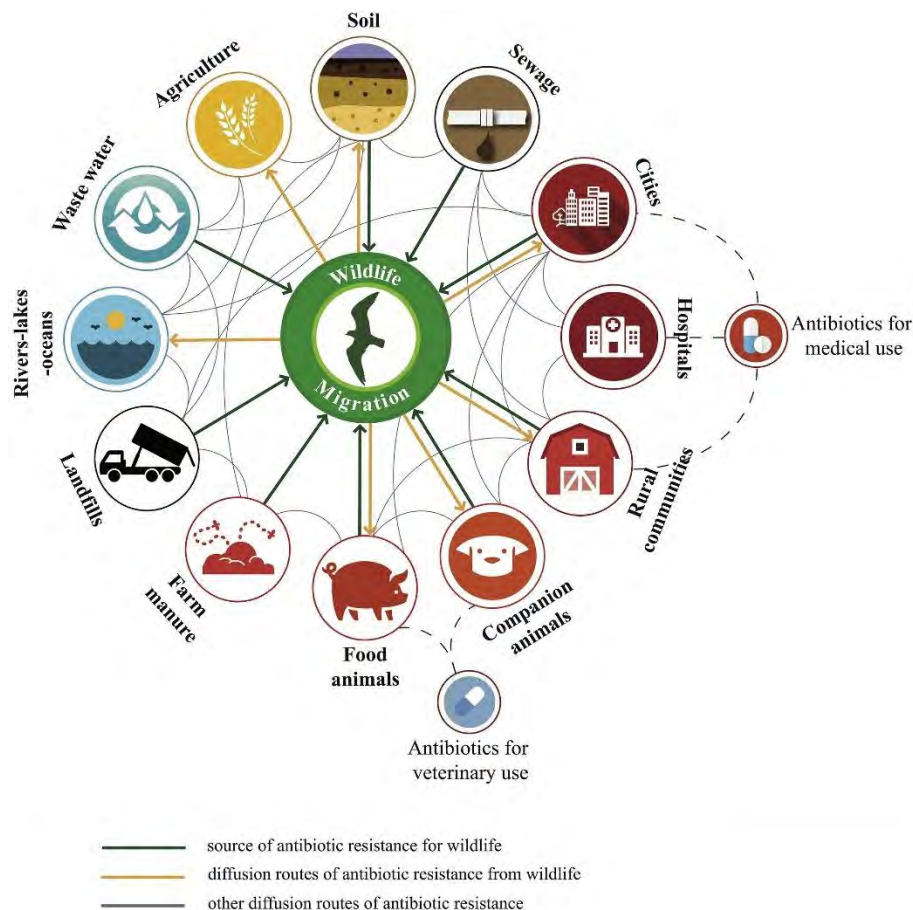 Soil
Agriculture
Sewage
Waste water
Cities
Rivers-lakes
-oceans
Wildlife
Migration
Hospitals
Antibiotics for
medical use
Landfills
Rural
communities
Farm
manure
Food
animals
Companion
animals
Antibiotics for
veterinary use
source of antibiotic resistance for wildlife
diffusion routes of antibiotic resistance from wildlife
other diffusion routes of antibiotic resistance